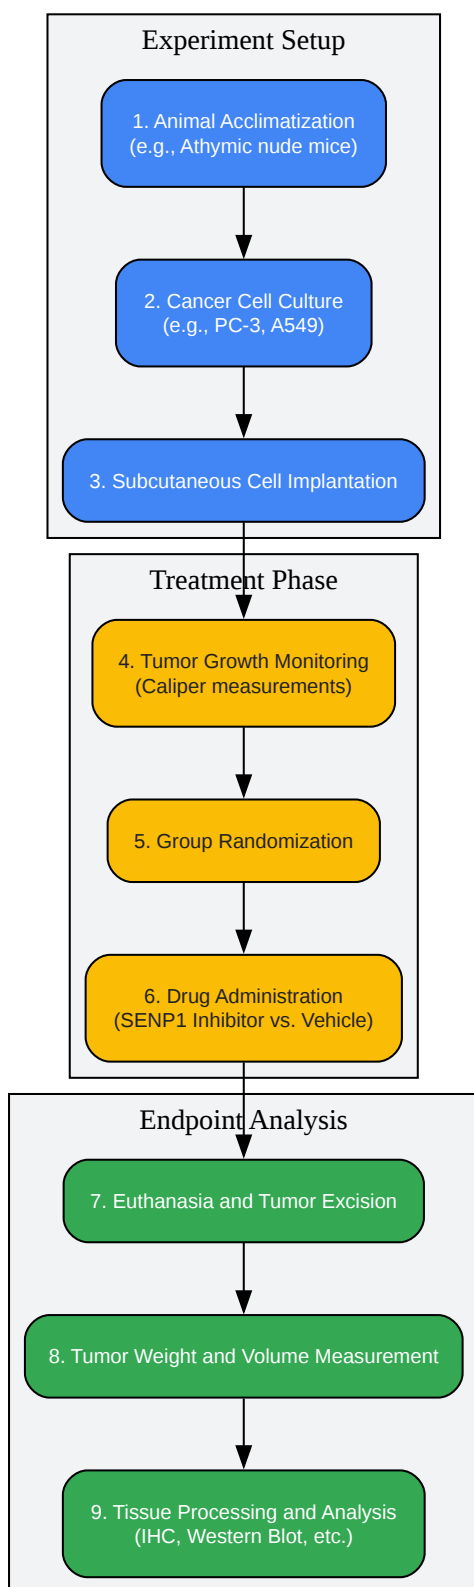 Experiment Setup
1. Animal Acclimatization
(e.g., Athymic nude mice)
2. Cancer Cell Culture
(e.g., PC-3, A549)
3. Subcutaneous Cell Implantation
Treatment Phase
4. Tumor Growth Monitoring
(Caliper measurements)
5. Group Randomization
6. Drug Administration
(SENP1 Inhibitor vs. Vehicle)
Endpoint Analysis
7. Euthanasia and Tumor Excision
8. Tumor Weight and Volume Measurement
9. Tissue Processing and Analysis
(IHC, Western Blot, etc.)